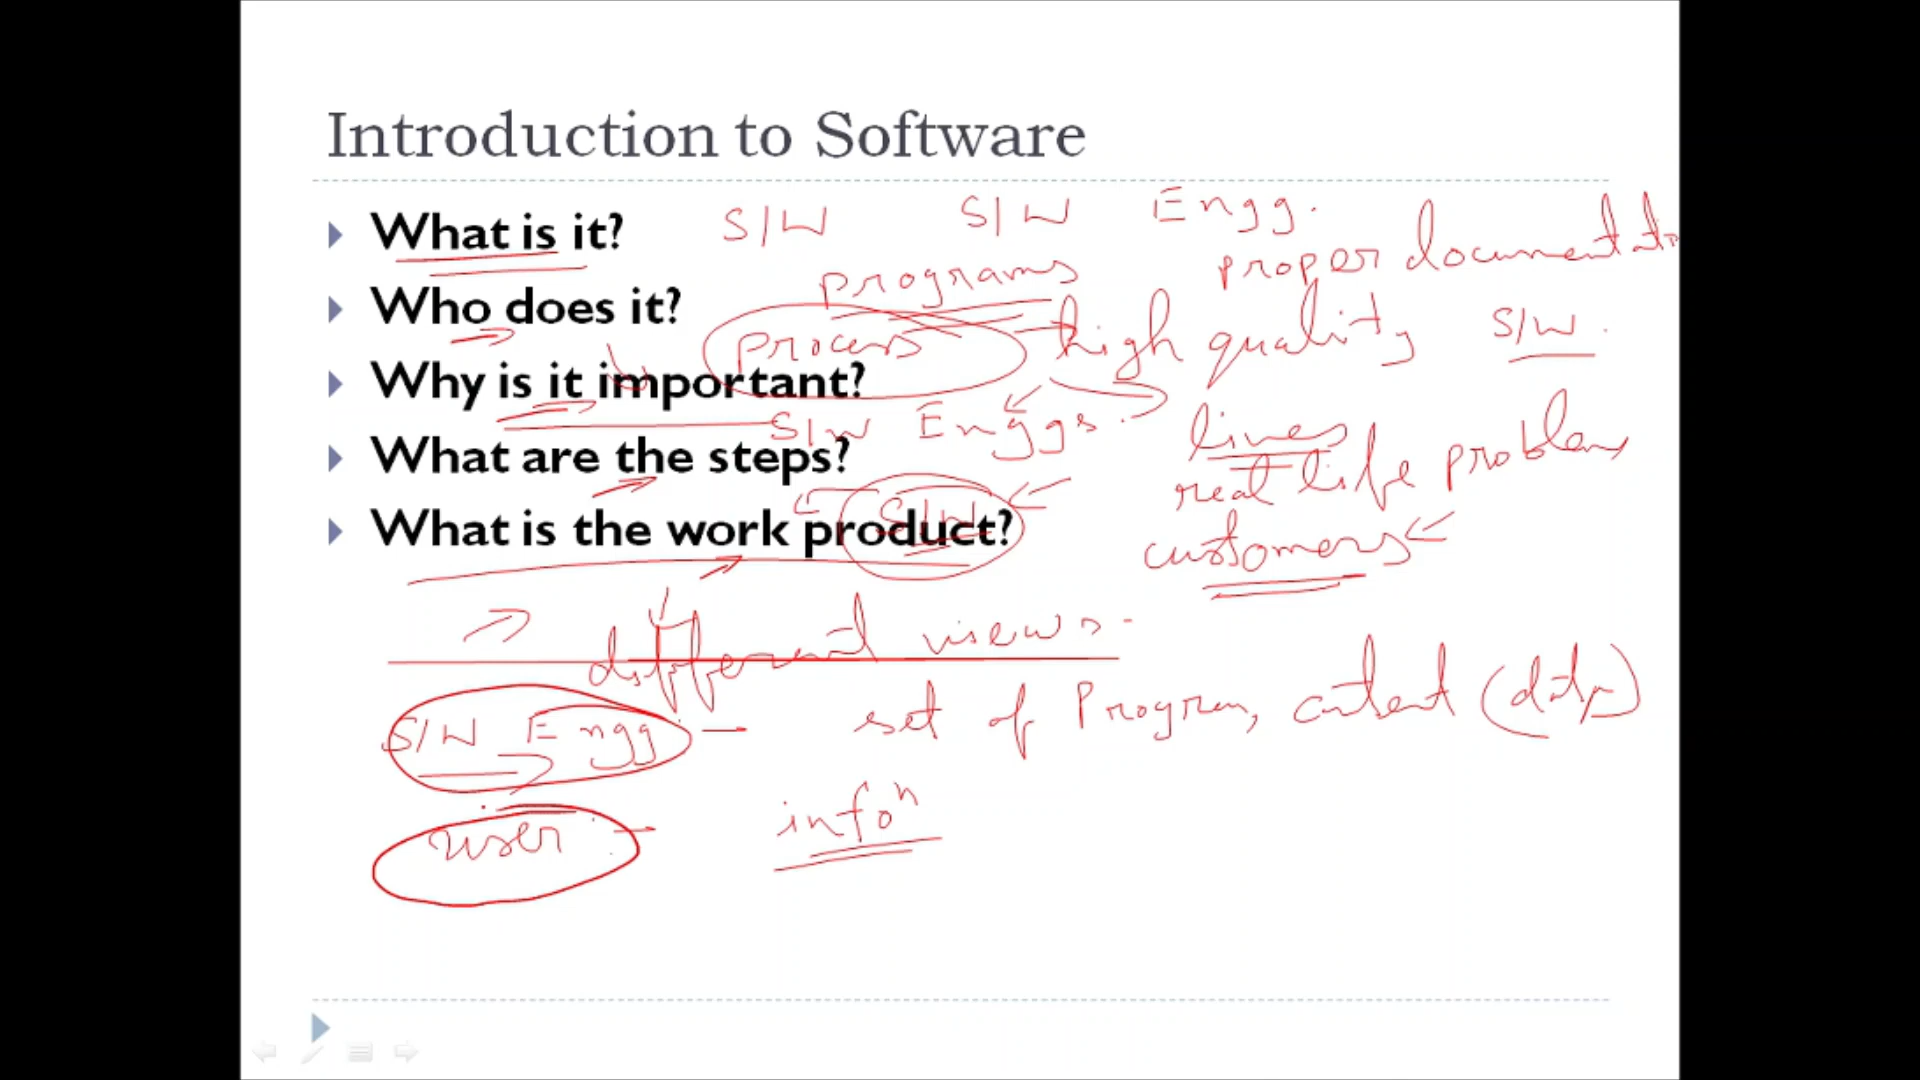 Introduction to Software
What is it? S/W S/W Engg.
programs proper documentatio
Who does it?
process high quality S/W.
Why is it important?
S/W Enggs. lives
What are the steps? real life problems
What is the work product? S/W
customers
different views.
S/W Engg - set of Program, content (data)
user - infoⁿ